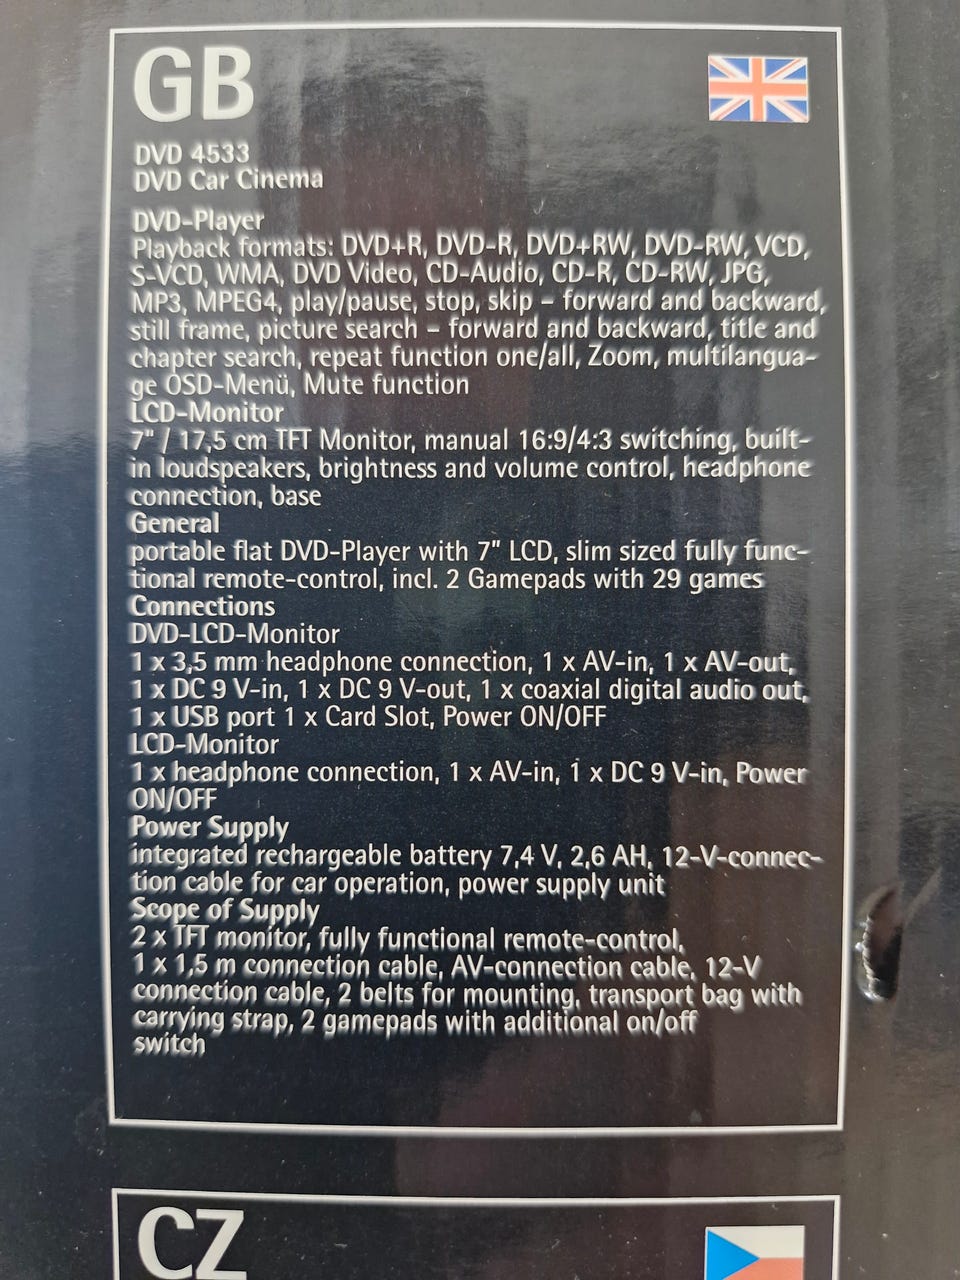 GB
DVD 4533
DVD Car Cinema
DVD-Player
Playback formats: DVD+R, DVD-R, DVD+RW, DVD-RW, VCD,
S-VCD, WMA, DVD Video, CD-Audio, CD-R, CD-RW, JPG,
MP3, MPEG4, play/pause, stop, skip – forward and backward,
still frame, picture search – forward and backward, title and
chapter search, repeat function one/all, Zoom, multilangua-
ge OSD-Menü, Mute function
LCD-Monitor
7" / 17,5 cm TFT Monitor, manual 16:9/4:3 switching, built-
in loudspeakers, brightness and volume control, headphone
connection, base
General
portable flat DVD-Player with 7" LCD, slim sized fully func-
tional remote-control, incl. 2 Gamepads with 29 games
Connections
DVD-LCD-Monitor
1 x 3,5 mm headphone connection, 1 x AV-in, 1 x AV-out,
1 x DC 9 V-in, 1 x DC 9 V-out, 1 x coaxial digital audio out,
1 x USB port 1 x Card Slot, Power ON/OFF
LCD-Monitor
1 x headphone connection, 1 x AV-in, 1 x DC 9 V-in, Power
ON/OFF
Power Supply
integrated rechargeable battery 7,4 V, 2,6 AH, 12-V-connec-
tion cable for car operation, power supply unit
Scope of Supply
2 x TFT monitor, fully functional remote-control,
1 x 1,5 m connection cable, AV-connection cable, 12-V
connection cable, 2 belts for mounting, transport bag with
carrying strap, 2 gamepads with additional on/off
switch
CZ